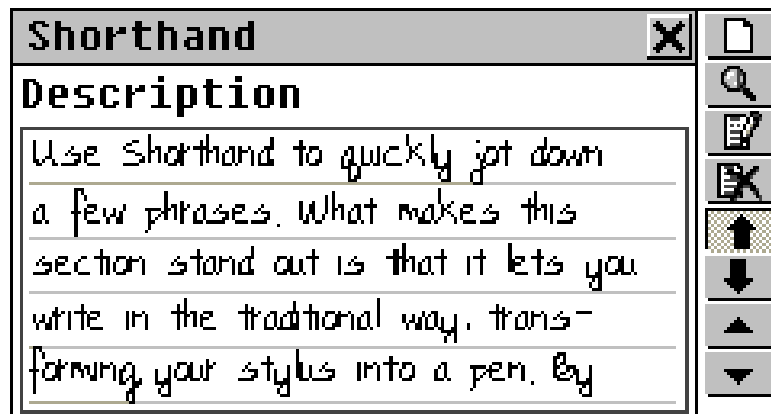 Shorthand
Description
Use Shorthand to quickly jot down
a few phrases. What makes this
section stand out is that it lets you
write in the traditional way, trans-
forming your stylus into a pen. By